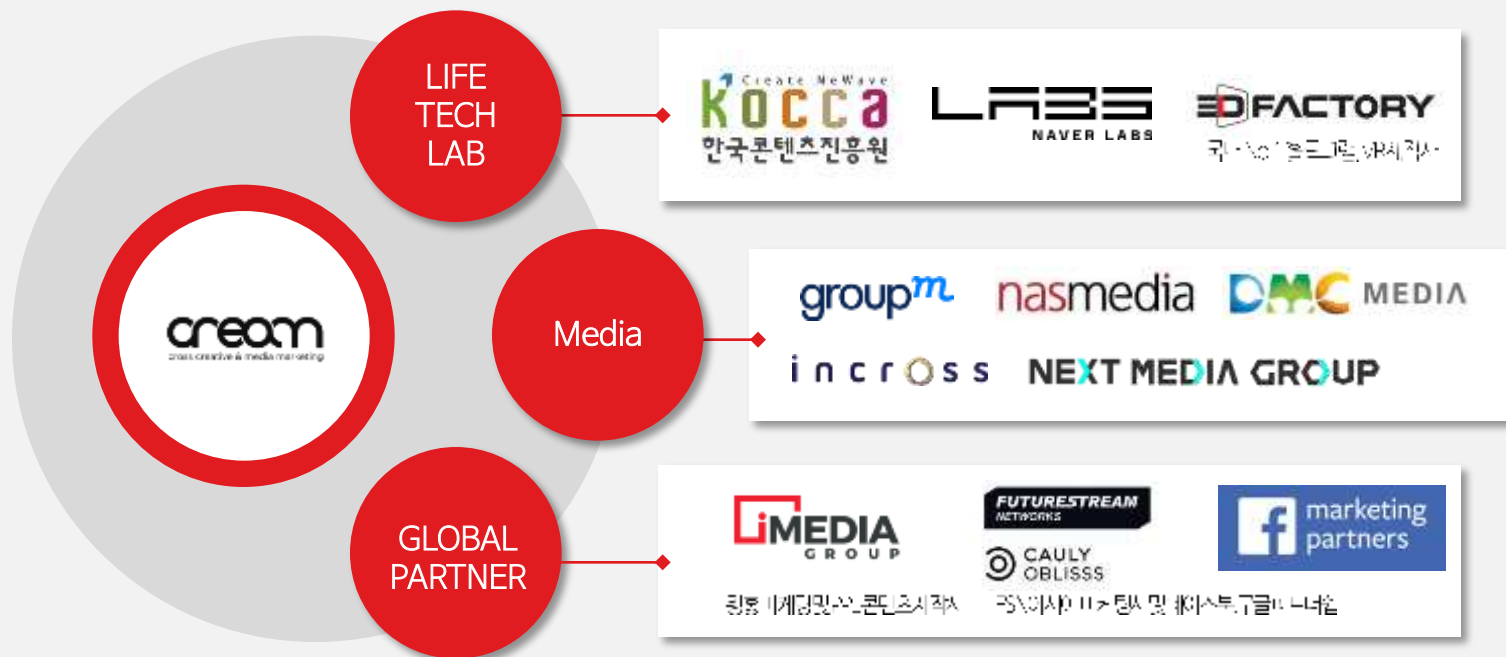 cream
cross creative & media marketing
LIFE
TECH
LAB
Create NeWave
kocca
한국콘텐츠진흥원
LABS
NAVER LABS
3DFACTORY
Media
groupm
nasmedia
DMC MEDIA
incross
NEXT MEDIA GROUP
GLOBAL
PARTNER
iMEDIA
GROUP
FUTURESTREAM
NETWORKS
CAULY
OBLISSS
f marketing
partners